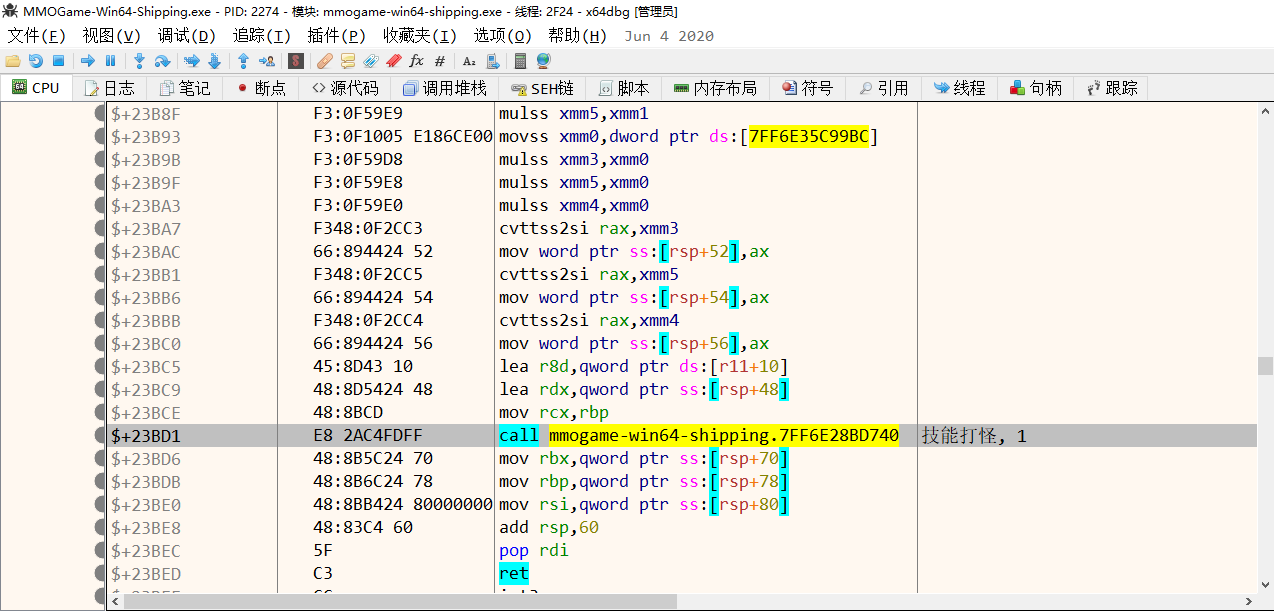 MMOGame-Win64-Shipping.exe - PID: 2274 - 模块: mmogame-win64-shipping.exe - 线程: 2F24 - x64dbg [管理员]
文件(F) 视图(V) 调试(D) 追踪(T) 插件(P) 收藏夹(I) 选项(O) 帮助(H) Jun 4 2020
CPU 日志 笔记 断点 源代码 调用堆栈 SEH链 脚本 内存布局 符号 引用 线程 句柄 跟踪
$+23B8F F3:0F59E9 mulss xmm5,xmm1
$+23B93 F3:0F1005 E186CE00 movss xmm0,dword ptr ds:[7FF6E35C99BC]
$+23B9B F3:0F59D8 mulss xmm3,xmm0
$+23B9F F3:0F59E8 mulss xmm5,xmm0
$+23BA3 F3:0F59E0 mulss xmm4,xmm0
$+23BA7 F348:0F2CC3 cvttss2si rax,xmm3
$+23BAC 66:894424 52 mov word ptr ss:[rsp+52],ax
$+23BB1 F348:0F2CC5 cvttss2si rax,xmm5
$+23BB6 66:894424 54 mov word ptr ss:[rsp+54],ax
$+23BBB F348:0F2CC4 cvttss2si rax,xmm4
$+23BC0 66:894424 56 mov word ptr ss:[rsp+56],ax
$+23BC5 45:8D43 10 lea r8d,qword ptr ds:[r11+10]
$+23BC9 48:8D5424 48 lea rdx,qword ptr ss:[rsp+48]
$+23BCE 48:8BCD mov rcx,rbp
$+23BD1 E8 2AC4FDFF call mmogame-win64-shipping.7FF6E28BD740 技能打怪, 1
$+23BD6 48:8B5C24 70 mov rbx,qword ptr ss:[rsp+70]
$+23BDB 48:8B6C24 78 mov rbp,qword ptr ss:[rsp+78]
$+23BE0 48:8BB424 80000000 mov rsi,qword ptr ss:[rsp+80]
$+23BE8 48:83C4 60 add rsp,60
$+23BEC 5F pop rdi
$+23BED C3 ret